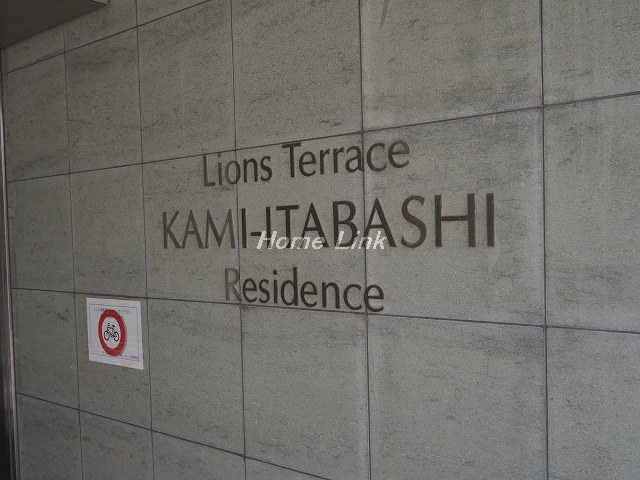 Lions Terrace
KAMI-ITABASHI
Home Link
Residence